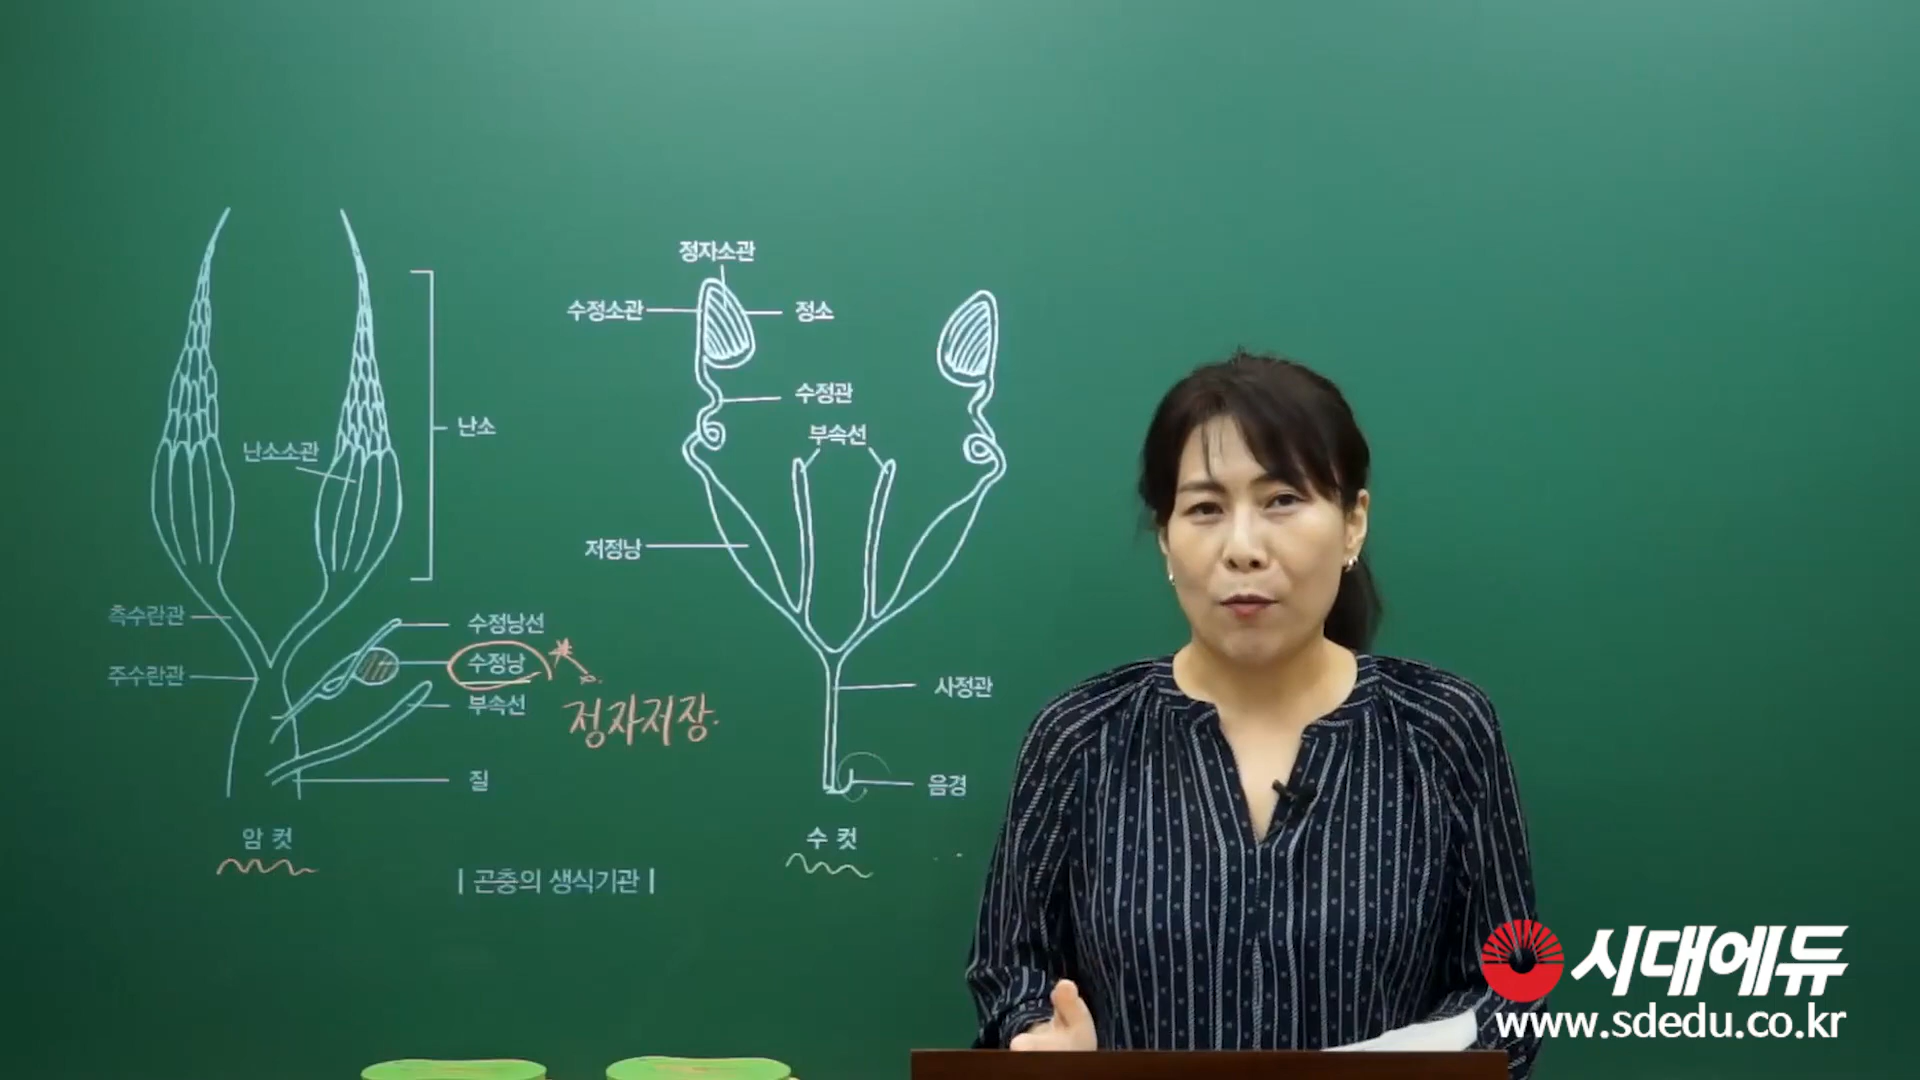 정자소관
수정소관
정소
수정관
부속선
난소
난소소관
저정낭
측수란관
수정낭선
수정낭
주수란관
부속선
정자저장.
사정관
질
음경
암컷
수컷
| 곤충의 생식기관 |
시대에듀
www.sdedu.co.kr